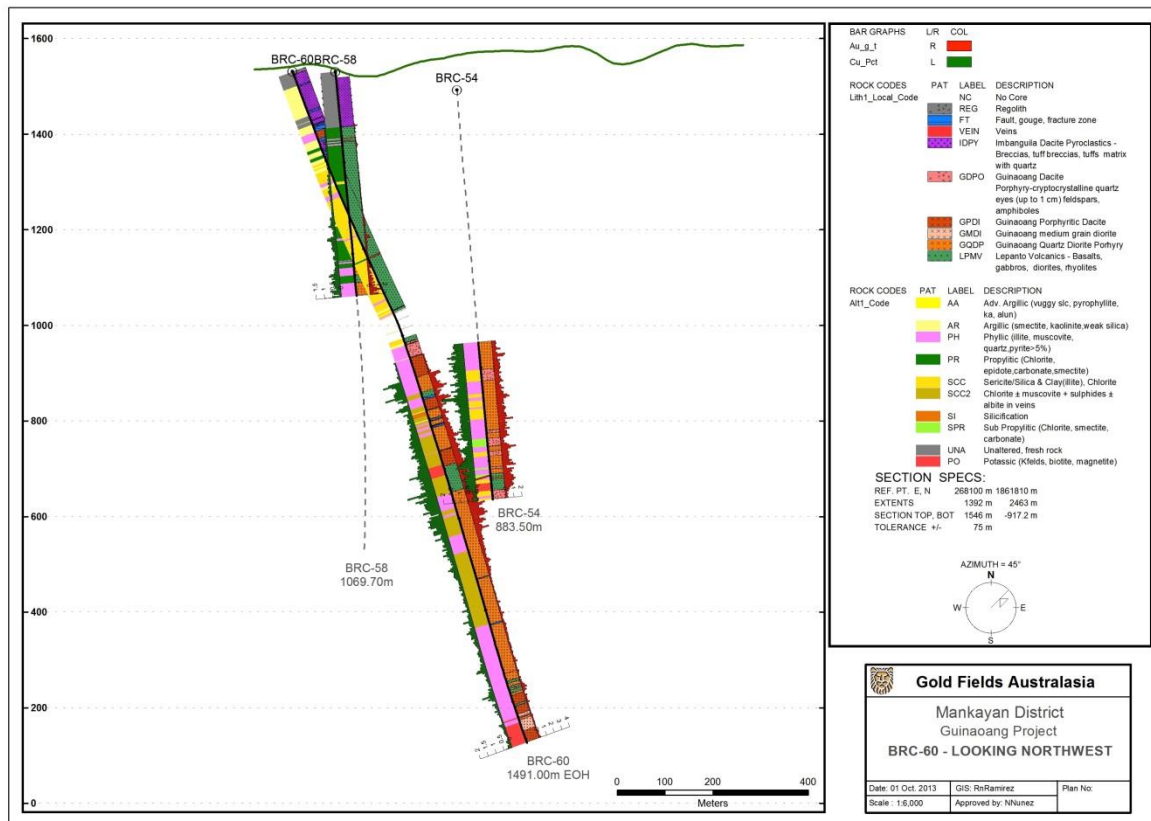 1600
1400
1200
1000
800
600
400
200
0
BRC-60 BRC-58
BRC-54
BRC-54
883.50m
BRC-58
1069.70m
BRC-60
1491.00m EOH
0 100 200 400
Meters
BAR GRAPHS L/R COL
Au_g_t R
Cu_Pct L
ROCK CODES PAT LABEL DESCRIPTION
Lith1_Local_Code NC No Core
REG Regolith
FT Fault, gouge, fracture zone
VEIN Veins
IDPY Imbanguila Dacite Pyroclastics -
Breccias, tuff breccias, tuffs matrix
with quartz
GDPO Guinaoang Dacite
Porphyry-cryptocrystalline quartz
eyes (up to 1 cm) feldspars,
amphiboles
GPDI Guinaoang Porphyritic Dacite
GMDI Guinaoang medium grain diorite
GQDP Guinaoang Quartz Diorite Porhyry
LPMV Lepanto Volcanics - Basalts,
gabbros, diorites, rhyolites
ROCK CODES PAT LABEL DESCRIPTION
Alt1_Code AA Adv. Argillic (vuggy slc, pyrophyllite,
ka, alun)
AR Argillic (smectite, kaolinite,weak silica)
PH Phyllic (illite, muscovite,
quartz,pyrite>5%)
PR Propylitic (Chlorite,
epidote,carbonate,smectite)
SCC Sericite/Silica & Clay(illite), Chlorite
SCC2 Chlorite ± muscovite + sulphides ±
albite in veins
SI Silicification
SPR Sub Propylitic (Chlorite, smectite,
carbonate)
UNA Unaltered, fresh rock
PO Potassic (Kfelds, biotite, magnetite)
SECTION SPECS:
REF. PT. E, N 268100 m 1861810 m
EXTENTS 1392 m 2463 m
SECTION TOP, BOT 1546 m -917.2 m
TOLERANCE +/- 75 m
AZIMUTH = 45°
N
W E
S
Gold Fields Australasia
Mankayan District
Guinaoang Project
BRC-60 - LOOKING NORTHWEST
Date: 01 Oct. 2013 GIS: RnRamirez Plan No:
Scale : 1:6,000 Approved by: NNunez